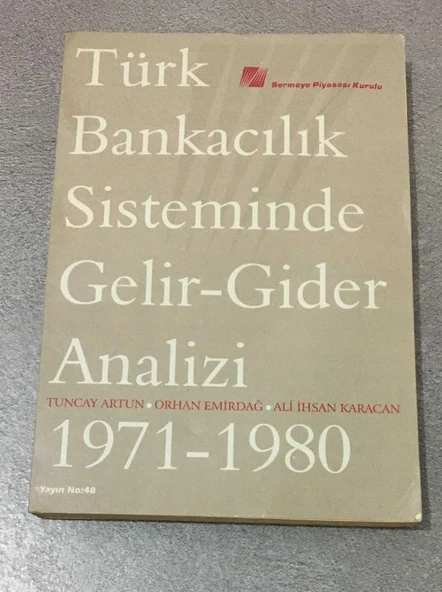 Türk
Sermaye Piyasası Kurulu
Bankacılık
Sisteminde
Gelir-Gider
Analizi
TUNCAY ARTUN • ORHAN EMİRDAĞ • ALİ İHSAN KARACAN
1971-1980
Yayın No:48